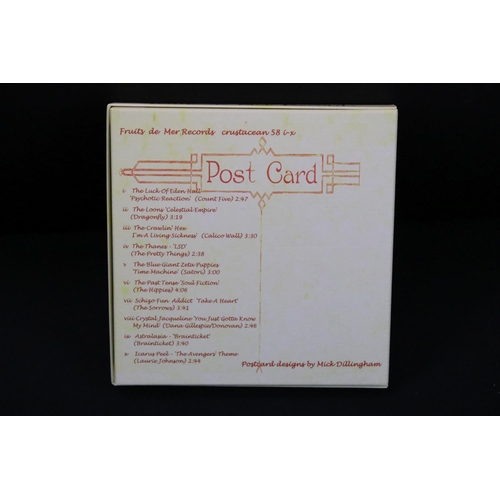 Fruits de Mer Records crustacean 58 i-x
Post Card
i The Luck Of Eden Hall
'Psychotic Reaction' (Count Five) 2:47
ii The Loons 'Celestial Empire'
(Dragonfly) 3:19
iii The Crawlin' Hex
'I'm A Living Sickness' (Calico Wall) 3:30
iv The Thanes - 'LSD'
(The Pretty Things) 2:38
v The Blue Giant Zeta Puppies
'Time Machine' (Satori) 3:00
vi The Past Tense 'Soul Fiction'
(The Hippies) 4:06
vii Schizo Fun Addict 'Take A Heart'
(The Sorrows) 3:41
viii Crystal Jacqueline 'You Just Gotta Know
My Mind' (Dana Gillespie/Donovan) 2:46
ix Astralasia - 'Brainticket'
(Brainticket) 3:40
x Icarus Peel - 'The Avengers' Theme
(Laurie Johnson) 2:44
Postcard designs by Mick Dillingham